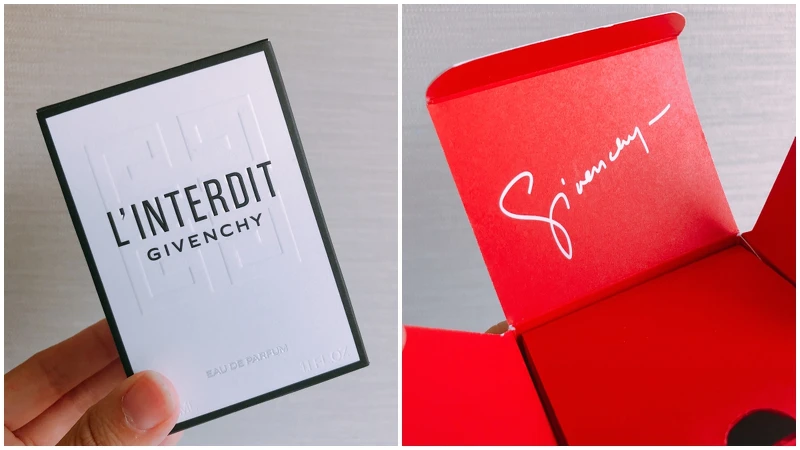 L'INTERDIT
GIVENCHY
EAU DE PARFUM
Givenchy